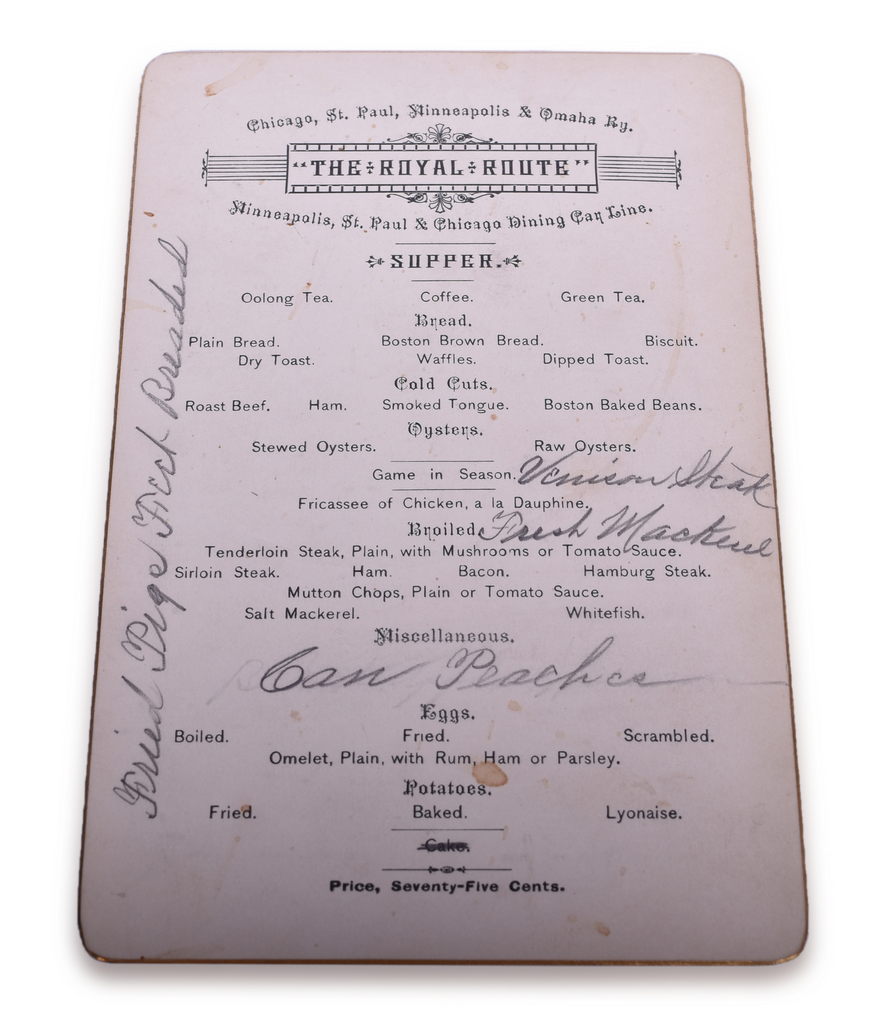 Chicago, St. Paul, Minneapolis & Omaha Ry.
"THE ROYAL ROUTE"
Minneapolis, St. Paul & Chicago Dining Car Line.
SUPPER.
Oolong Tea. Coffee. Green Tea.
Bread.
Plain Bread. Boston Brown Bread. Biscuit.
Dry Toast. Waffles. Dipped Toast.
Cold Cuts.
Roast Beef. Ham. Smoked Tongue. Boston Baked Beans.
Oysters.
Stewed Oysters. Raw Oysters.
Game in Season. Venison Steak
Fricassee of Chicken, a la Dauphine.
Broiled. Fresh Mackerel
Tenderloin Steak, Plain, with Mushrooms or Tomato Sauce.
Sirloin Steak. Ham. Bacon. Hamburg Steak.
Mutton Chops, Plain or Tomato Sauce.
Salt Mackerel. Whitefish.
Miscellaneous.
Can Peaches
Eggs.
Boiled. Fried. Scrambled.
Omelet, Plain, with Rum, Ham or Parsley.
Potatoes.
Fried. Baked. Lyonaise.
Cake.
Price, Seventy-Five Cents.
Fried Pigs Feet Breaded